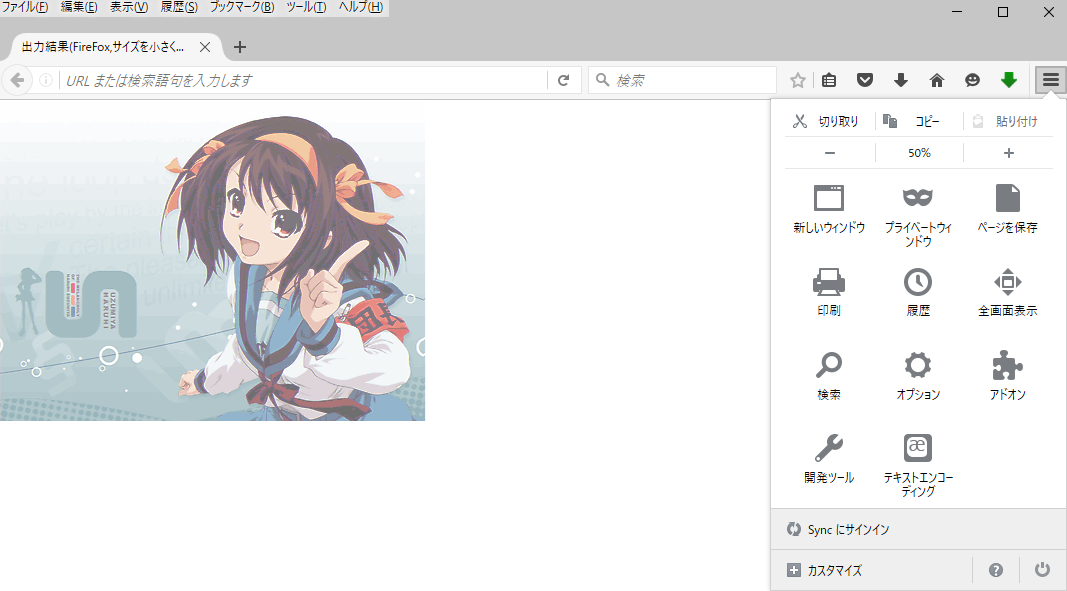 ファイル(F) 編集(E) 表示(V) 履歴(S) ブックマーク(B) ツール(T) ヘルプ(H)
出力結果(FireFox,サイズを小さく...
URL または検索語句を入力します
検索
切り取り コピー 貼り付け
50%
新しいウィンドウ プライベートウィ ページを保存
ンドウ
印刷 履歴 全画面表示
検索 オプション アドオン
開発ツール テキストエンコー
ディング
Sync にサインイン
カスタマイズ
UZUMIYA
HARUHI
unlim